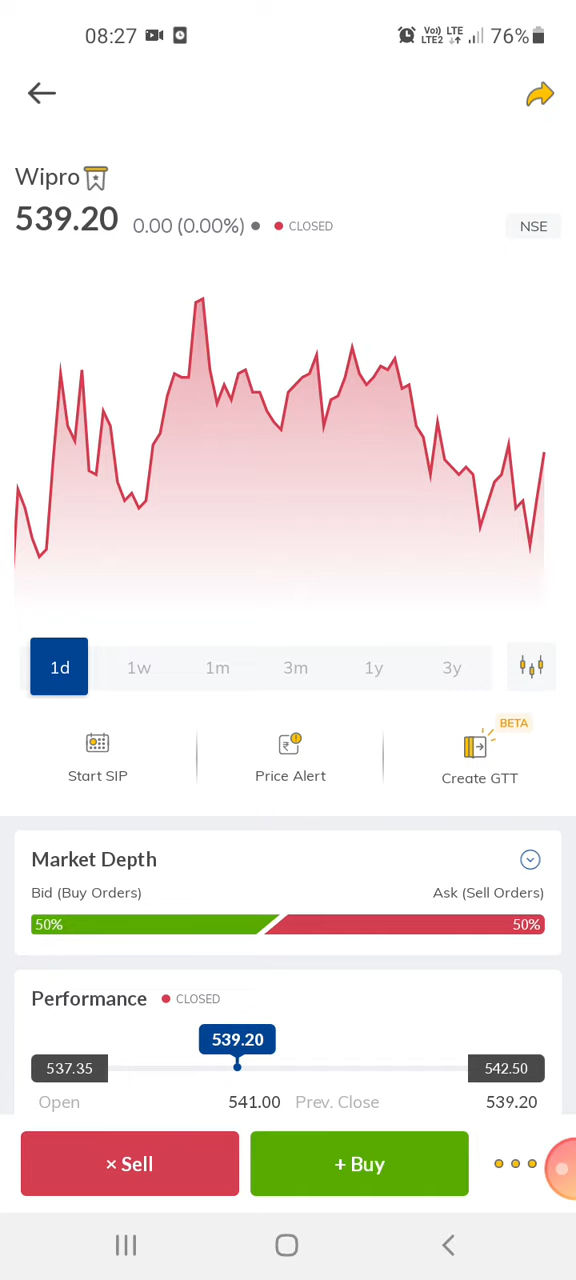 08:27 Vo) LTE LTE2 76%
Wipro
539.20 0.00 (0.00%) CLOSED NSE
1d 1w 1m 3m 1y 3y
BETA
Start SIP Price Alert Create GTT
Market Depth
Bid (Buy Orders) Ask (Sell Orders)
50% 50%
Performance CLOSED
539.20
537.35 542.50
Open 541.00 Prev. Close 539.20
× Sell + Buy